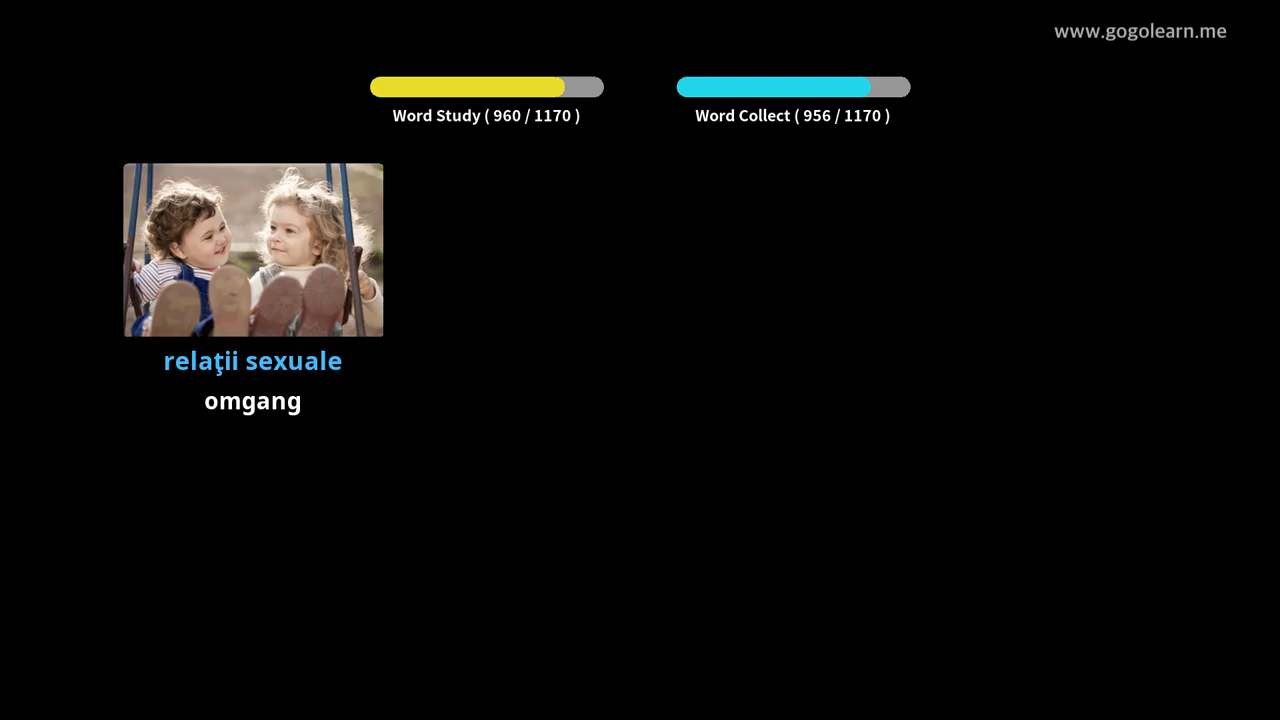 www.gogolearn.me
Word Study ( 960 / 1170 )
Word Collect ( 956 / 1170 )
relaţii sexuale
omgang